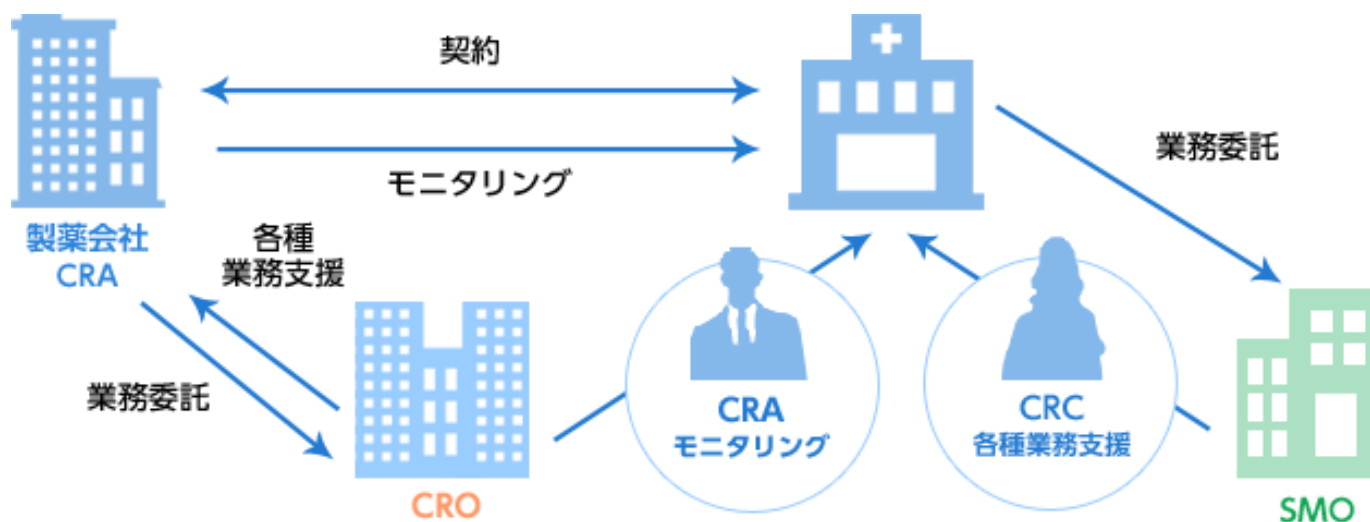 契約
モニタリング
業務委託
製薬会社
CRA
各種
業務支援
業務委託
CRO
CRA
モニタリング
CRC
各種業務支援
SMO